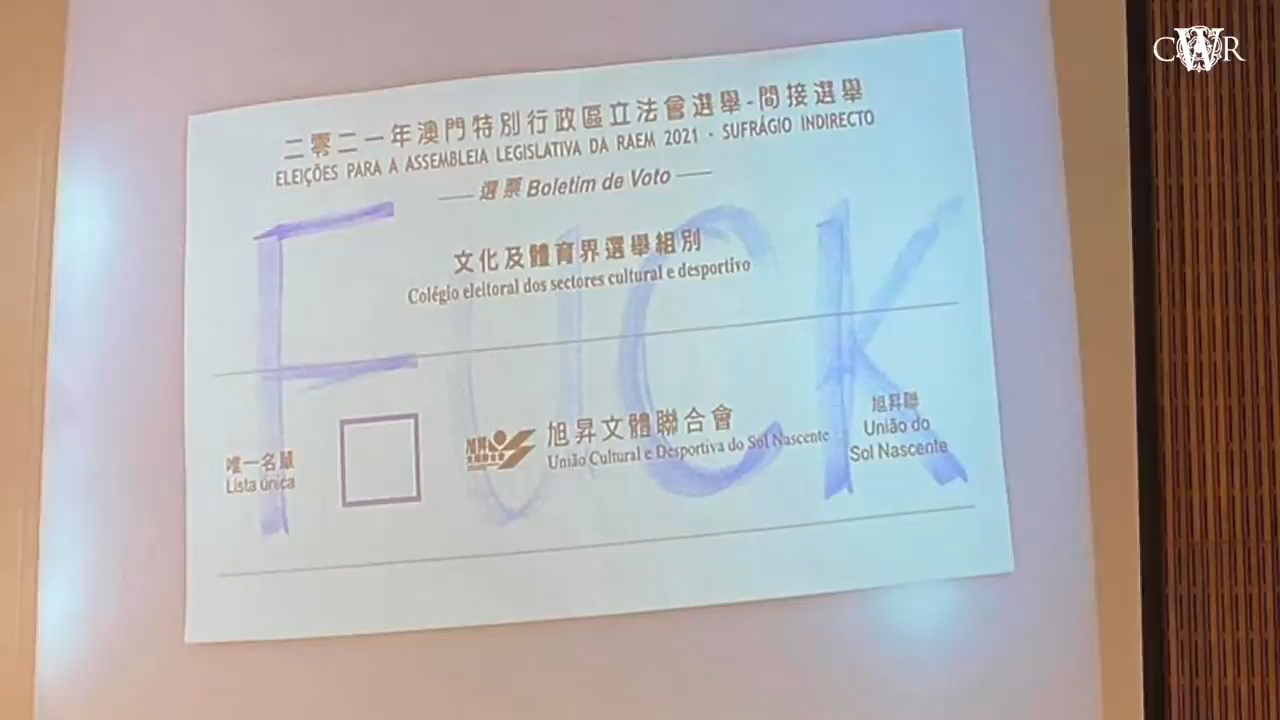 CWAR
二零二一年澳門特別行政區立法會選舉-間接選舉
ELEIÇÕES PARA A ASSEMBLEIA LEGISLATIVA DA RAEM 2021 - SUFRÁGIO INDIRECTO
選票 Boletim de Voto
文化及體育界選舉組別
Colégio eleitoral dos sectores cultural e desportivo
FUCK
唯一名單
Lista única
旭昇文體聯合會
União Cultural e Desportiva do Sol Nascente
旭昇聯
União do
Sol Nascente